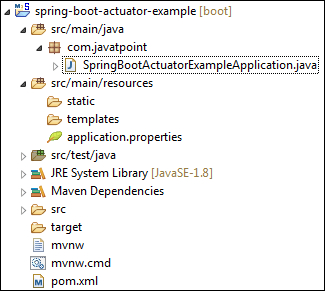 spring-boot-actuator-example [boot]
src/main/java
com.javatpoint
SpringBootActuatorExampleApplication.java
src/main/resources
static
templates
application.properties
src/test/java
JRE System Library [JavaSE-1.8]
Maven Dependencies
src
target
mvnw
mvnw.cmd
pom.xml